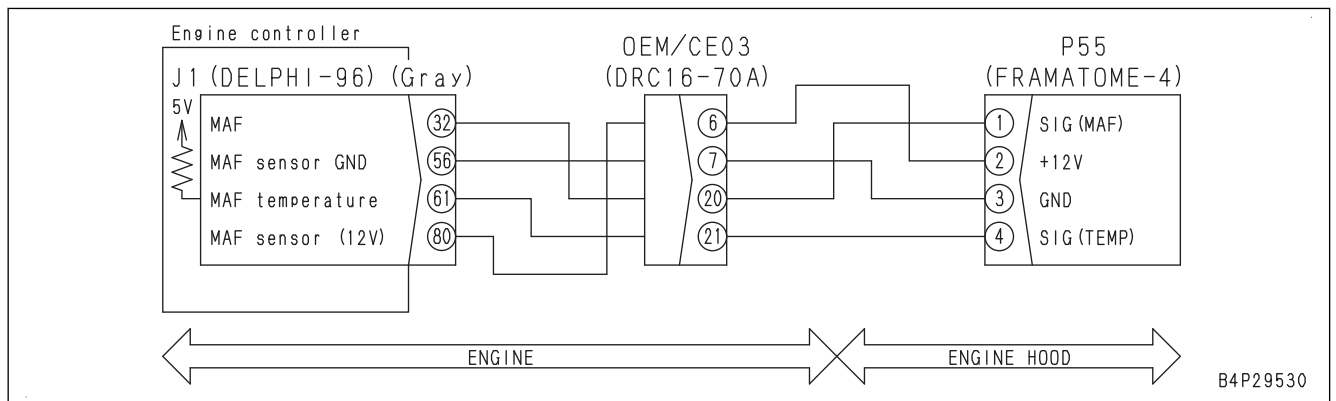 Engine controller
J1 (DELPHI-96) (Gray)
OEM/CE03
(DRC16-70A)
P55
(FRAMATOME-4)
5V
MAF 32 6 1 SIG(MAF)
MAF sensor GND 56 7 2 +12V
MAF temperature 61 20 3 GND
MAF sensor (12V) 80 21 4 SIG(TEMP)
ENGINE ENGINE HOOD
B4P29530